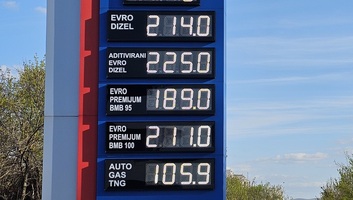 EVRO
DIZEL
214.0
ADITIVIRANI
EVRO
DIZEL
225.0
EVRO
PREMIUM
BMB 95
189.0
EVRO
PREMIUM
BMB 100
211.0
AUTO
GAS
TNG
105.9